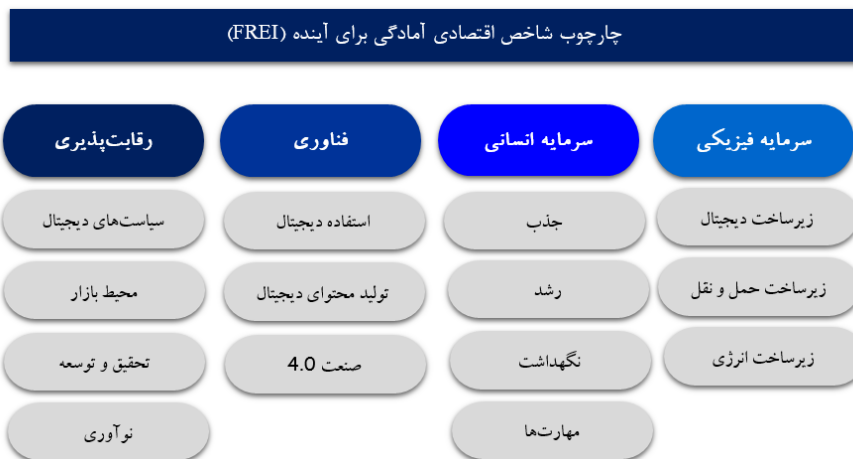 چارچوب شاخص اقتصادی آمادگی برای آینده (FREI)
سرمایه فیزیکی
زیرساخت دیجیتال
زیرساخت حمل و نقل
زیرساخت انرژی
سرمایه انسانی
جذب
رشد
نگهداشت
مهارت‌ها
فناوری
استفاده دیجیتال
تولید محتوای دیجیتال
صنعت 4.0
رقابت‌پذیری
سیاست‌های دیجیتال
محیط بازار
تحقیق و توسعه
نوآوری